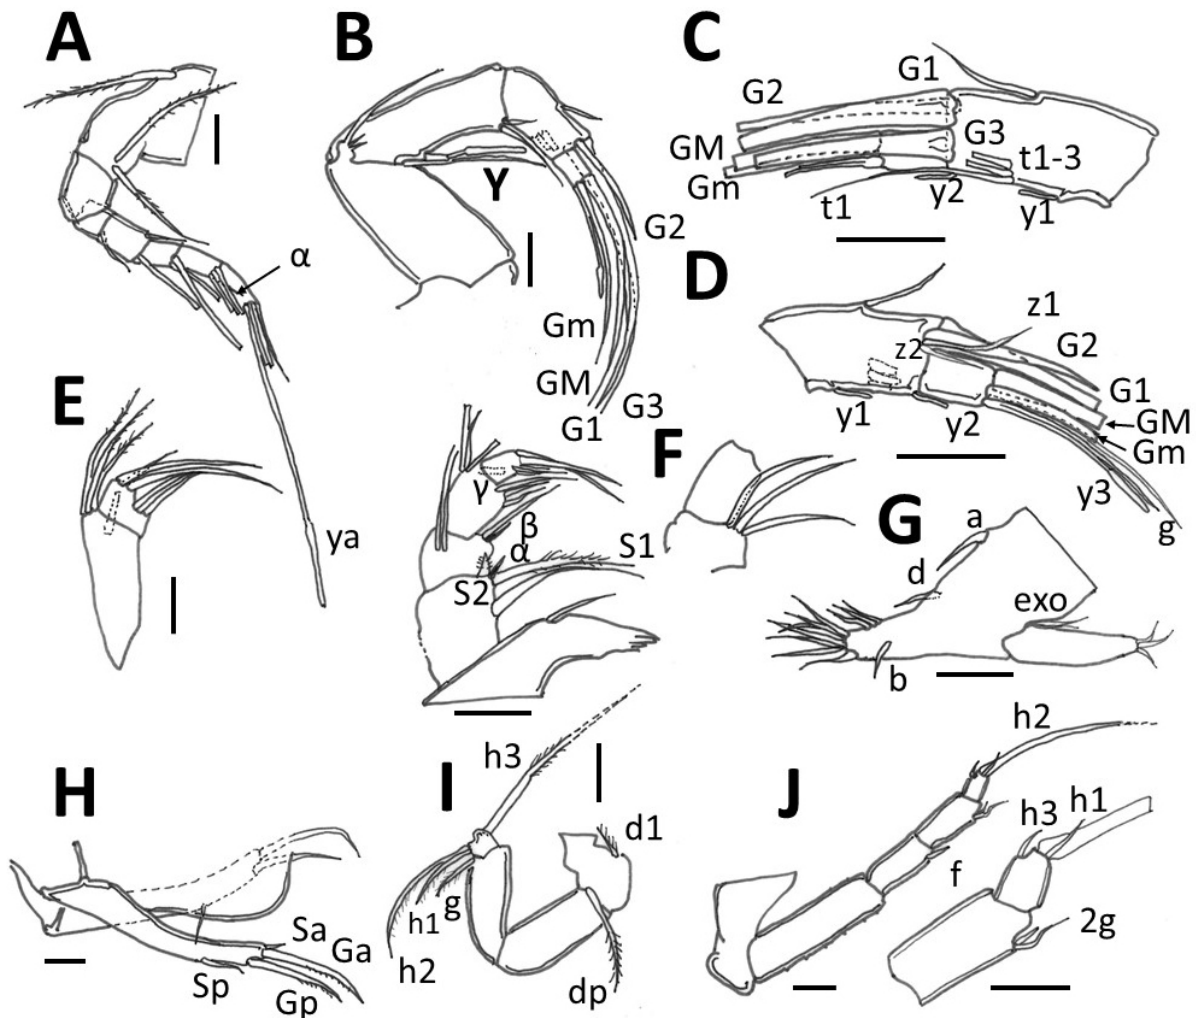 A
α
ya
B
Y
G2
Gm
GM
G1
G3
C
G1
G2
G3
GM
t1-3
Gm
t1
y2
y1
D
z1
z2
G2
G1
y1
y2
GM
Gm
y3
g
E
γ
β
α
S1
S2
F
G
a
d
exo
b
H
Sa
Ga
Sp
Gp
I
h3
d1
g
h1
h2
dp
J
h2
h3
h1
f
2g